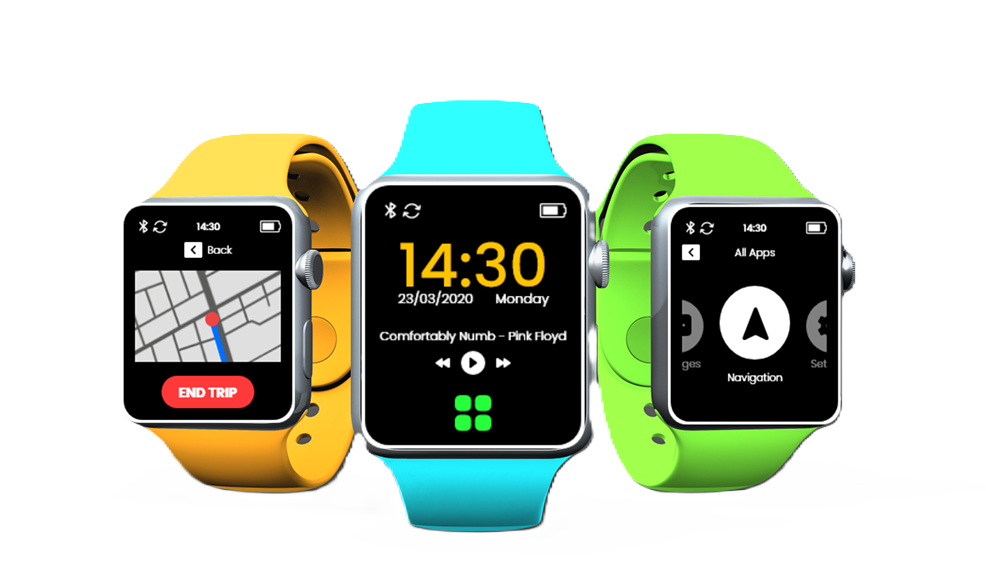 14:30
Back
END TRIP
14:30
23/03/2020 Monday
Comfortably Numb - Pink Floyd
14:30
All Apps
ges
Navigation
Set